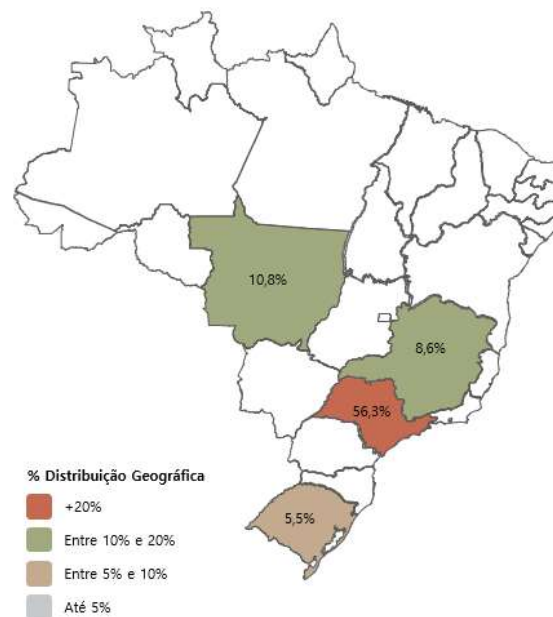 10,8%
8,6%
56,3%
% Distribuição Geográfica
+20%
5,5%
Entre 10% e 20%
Entre 5% e 10%
Até 5%